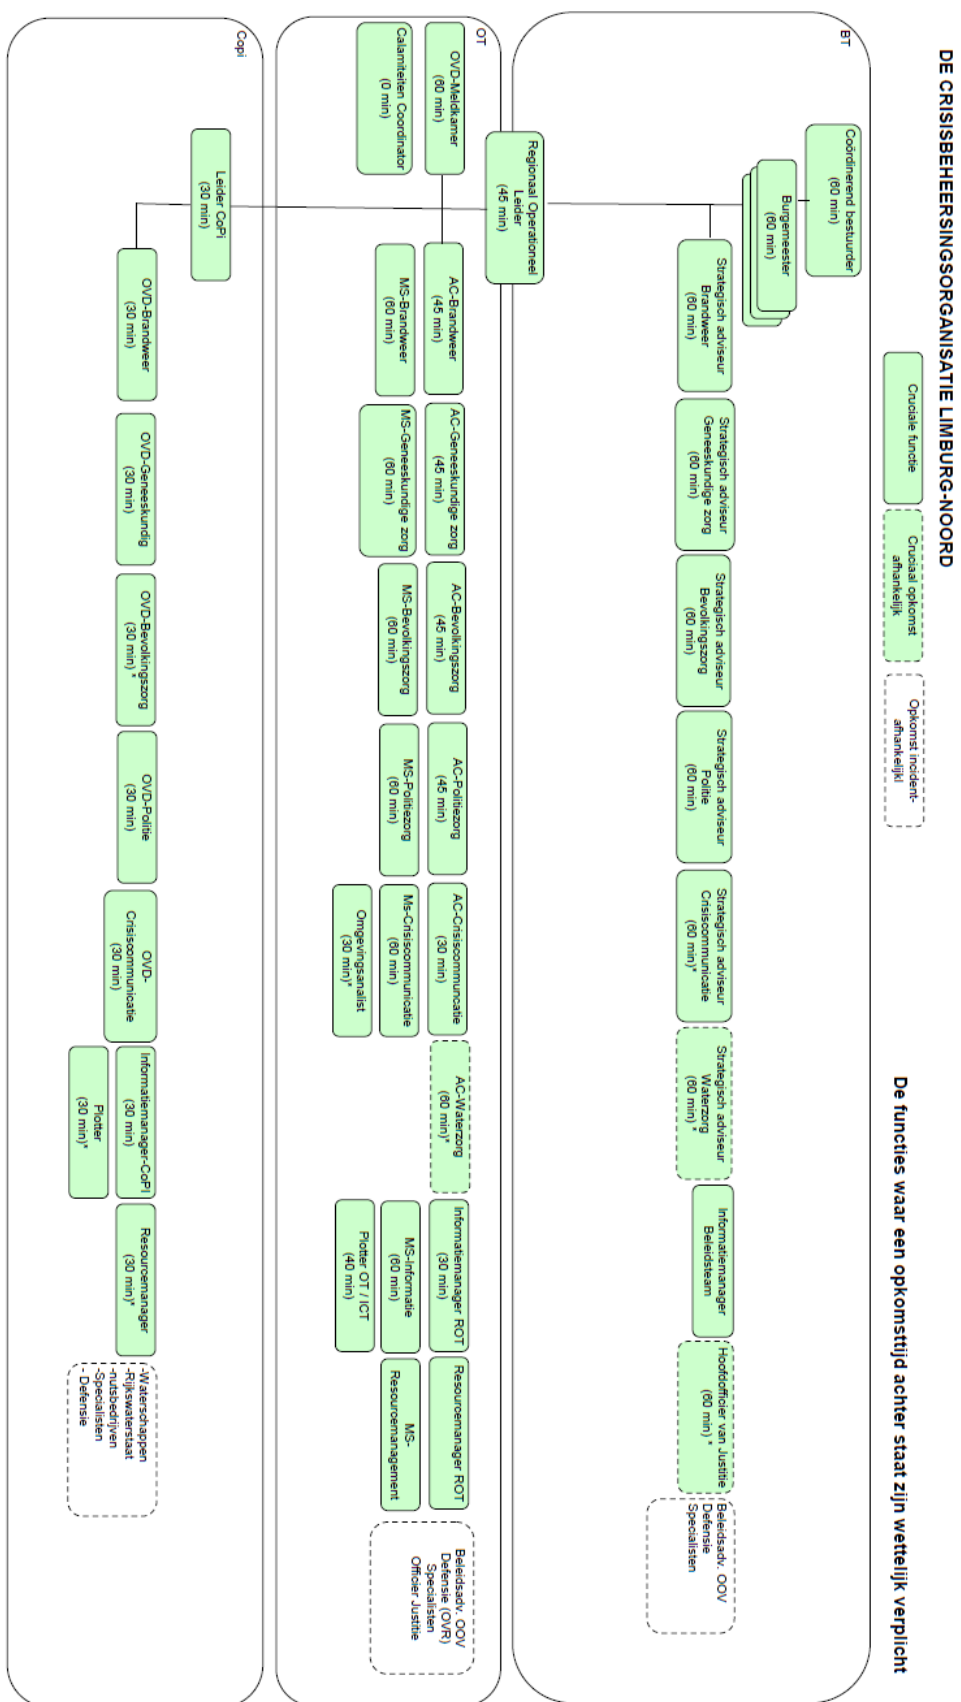 DE CRISISBEHEERSINGSORGANISATIE LIMBURG-NOORD
De functies waar een opkomsttijd achter staat zijn wettelijk verplicht
Cruciale functie
Cruciaal opkomst
afhankelijk
Opkomst incident-
afhankelijkl
BT
Coördinerend bestuurder
(60 min)
Burgemeester
(60 min)
Strategisch adviseur
Brandweer
(60 min)
Strategisch adviseur
Geneeskundige zorg
(60 min)
Strategisch adviseur
Bevolkingszorg
(60 min)
Strategisch adviseur
Politie
(60 min)
Strategisch adviseur
Crisiscommunicatie
(60 min)*
Strategisch adviseur
Waterzorg
(60 min) *
Informatiemanager
Beleidsteam
Hoofdofficier van Justitie
(60 min) *
Beleidsadv. OOV
Defensie
Specialisten
Regionaal Operationeel
Leider
(45 min)
OT
OVD-Meldkamer
(60 min)
Calamiteiten Coordinator
(0 min)
AC-Brandweer
(45 min)
AC-Geneeskundige zorg
(45 min)
AC-Bevolkingszorg
(45 min)
AC-Politiezorg
(45 min)
AC-Crisiscommuncatie
(30 min)
AC-Waterzorg
(60 min)*
Informatiemanager ROT
(30 min)
Resourcemanager ROT
MS-Brandweer
(60 min)
MS-Geneeskundige zorg
(60 min)
MS-Bevolkingszorg
(60 min)
MS-Politiezorg
(60 min)
Ms-Crisiscommunicatie
(60 min)
MS-Informatie
(60 min)
MS-
Resourcemanagement
Omgevingsanalist
(30 min)*
Plotter OT / ICT
(40 min)
Beleidsadv. OOV
Defensie (OVR)
Specialisten
Officier Justitie
Copi
Leider CoPi
(30 min)
OVD-Brandweer
(30 min)
OVD-Geneeskundig
(30 min)
OVD-Bevolkingszorg
(30 min)*
OVD-Politie
(30 min)
OVD-
Crisiscommunicatie
(30 min)
Informatiemanager-CoPI
(30 min)
Resourcemanager
(30 min)*
Plotter
(30 min)*
-Waterschappen
-Rijkswaterstaat
-nutsbedrijven
-Specialisten
- Defensie